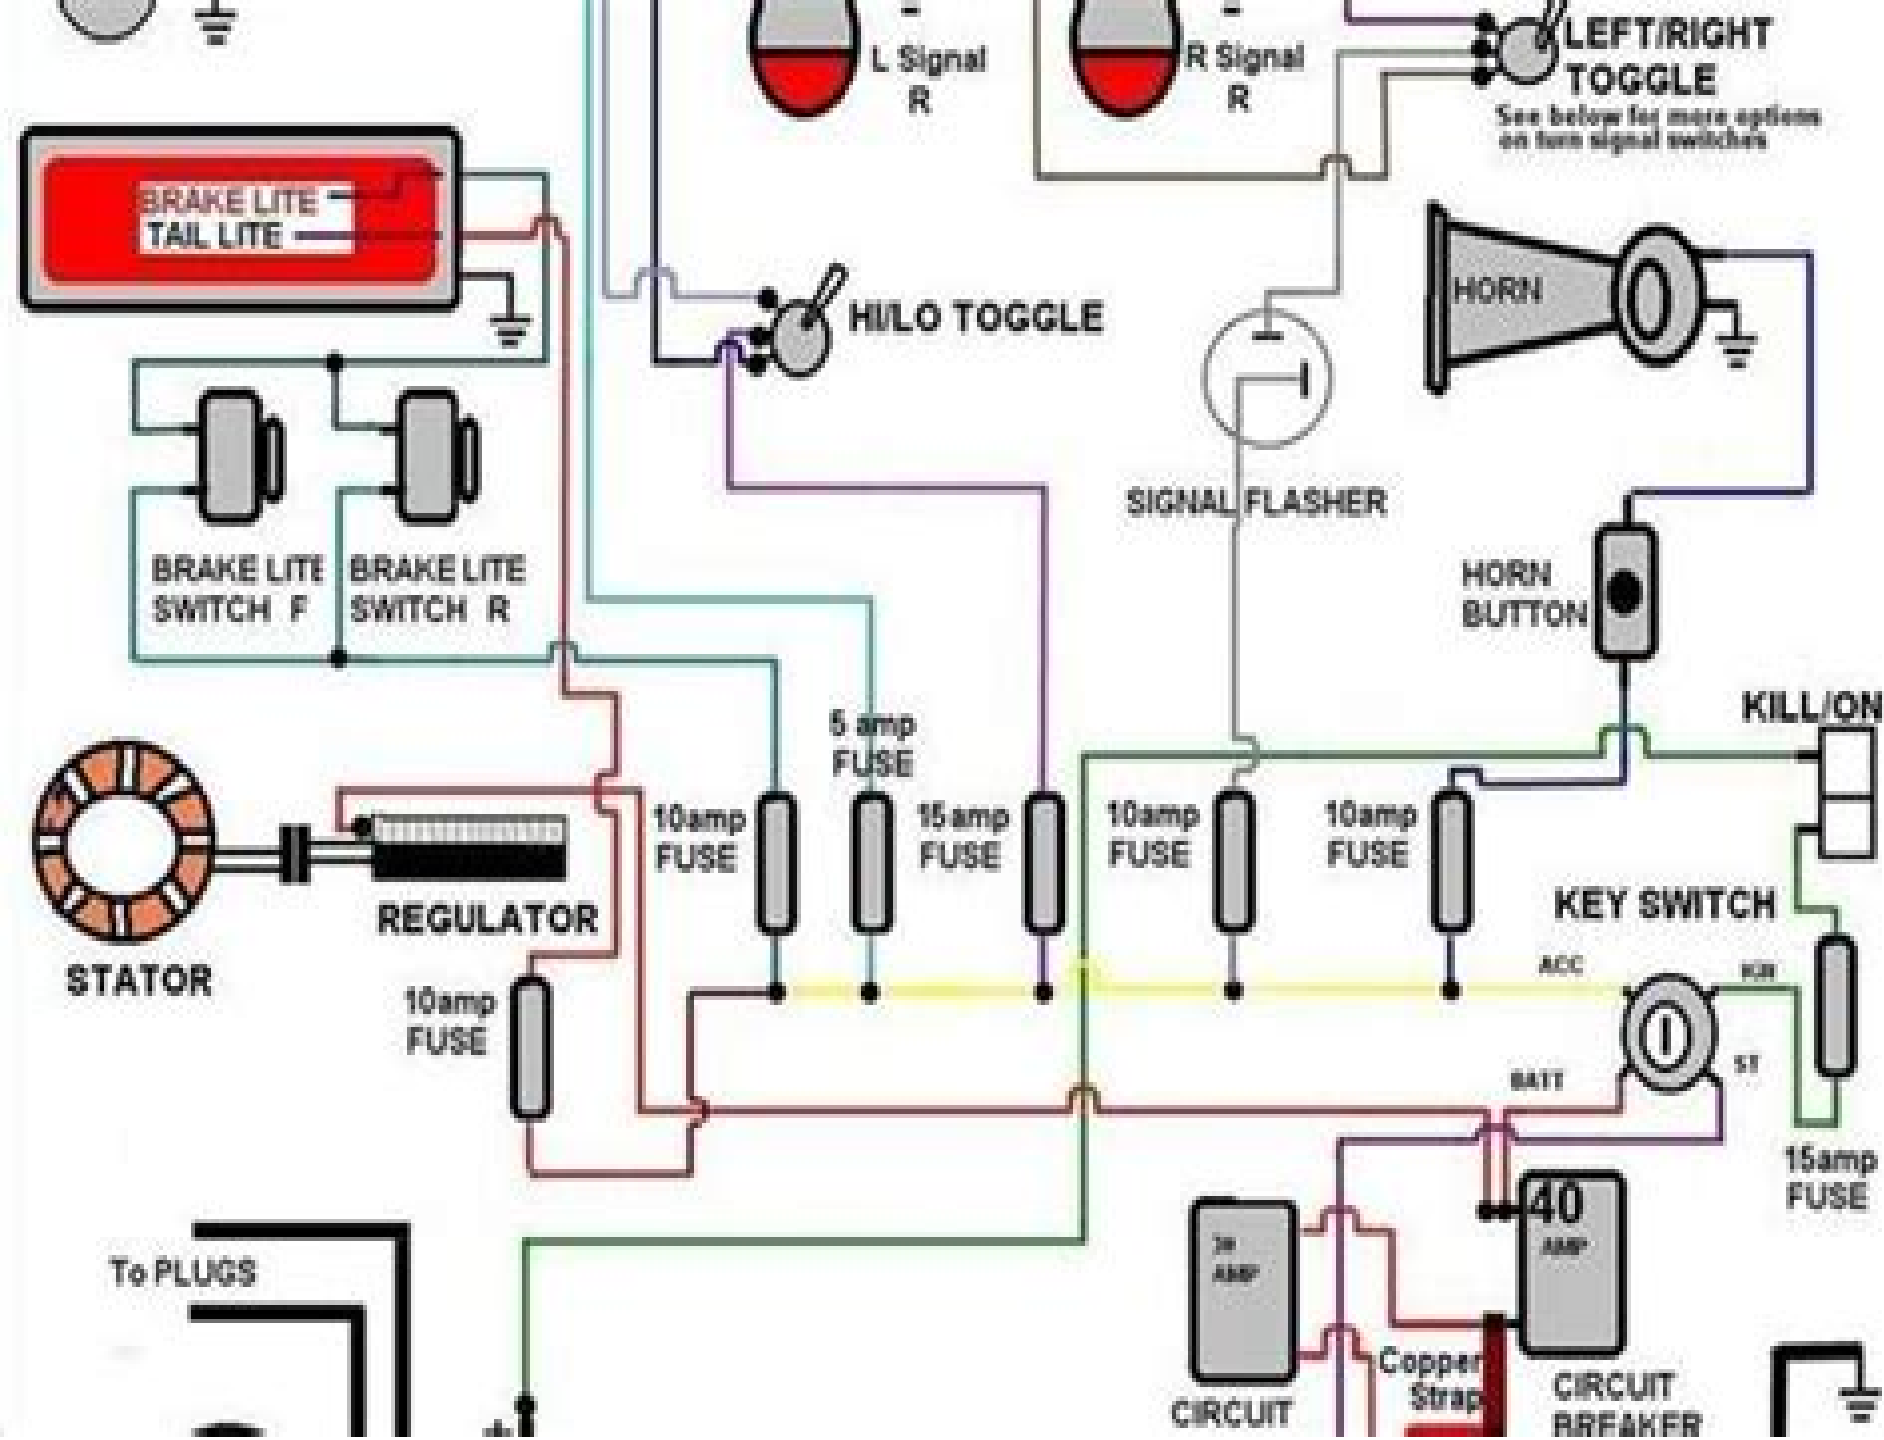 -
-
L Signal
R
R Signal
R
LEFT/RIGHT
TOGGLE
See below for more options
on turn signal switches
BRAKE LITE
TAIL LITE
HI/LO TOGGLE
HORN
SIGNAL FLASHER
BRAKE LITE
SWITCH F
BRAKE LITE
SWITCH R
HORN
BUTTON
KILL/ON
5 amp
FUSE
10amp
FUSE
15amp
FUSE
10amp
FUSE
10amp
FUSE
KEY SWITCH
REGULATOR
STATOR
10amp
FUSE
ACC
BATT
ST
15amp
FUSE
40
AMP
AMP
To PLUGS
Copper
Strap
CIRCUIT
CIRCUIT
BREAKER
+